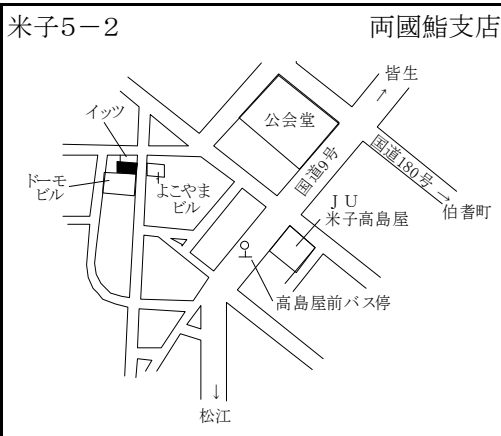 米子5－2
両國鮨支店
皆生
↑
イッツ
公会堂
国道9号
国道180号
→
伯耆町
ドーモ
ビル
よこやま
ビル
ＪＵ
米子高島屋
高島屋前バス停
↓
松江